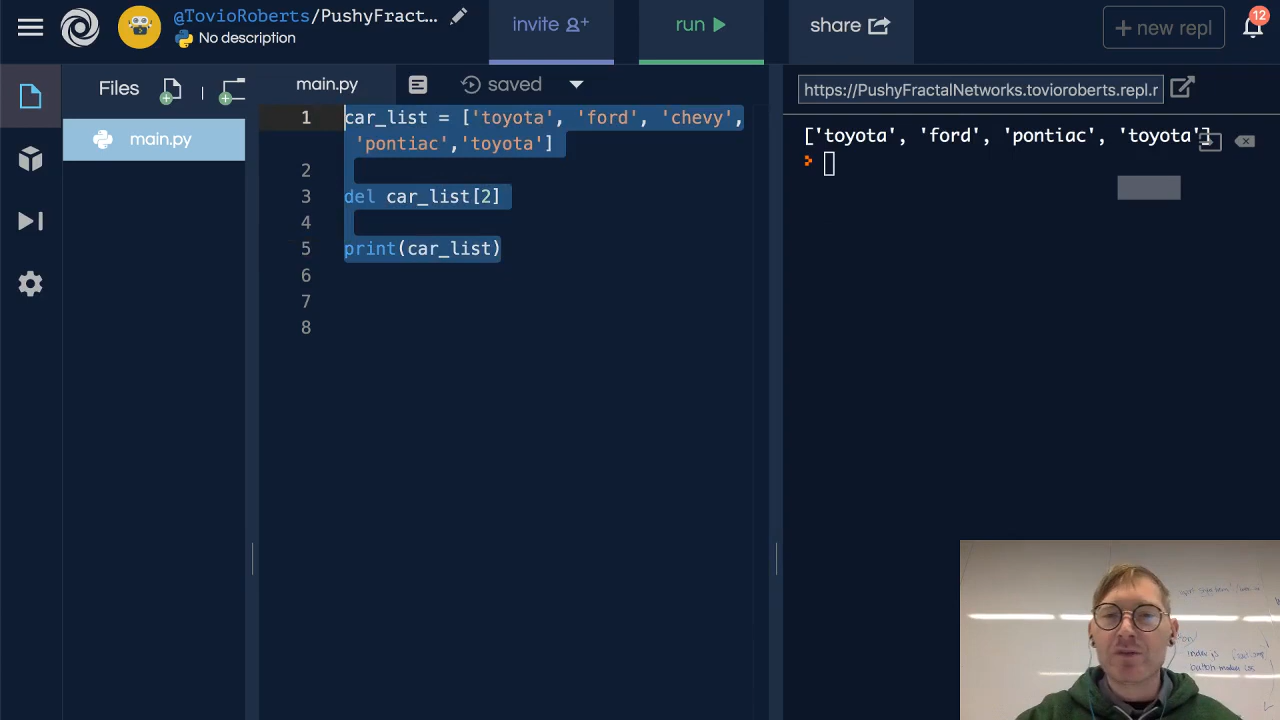 @TovioRoberts/PushyFract...
No description
invite
run
share
+ new repl
12
Files
main.py
saved
main.py
https://PushyFractalNetworks.tovioroberts.repl.r
1 car_list = ['toyota', 'ford', 'chevy',
'pontiac','toyota']
2
3 del car_list[2]
4
5 print(car_list)
6
7
8
['toyota', 'ford', 'pontiac', 'toyota']